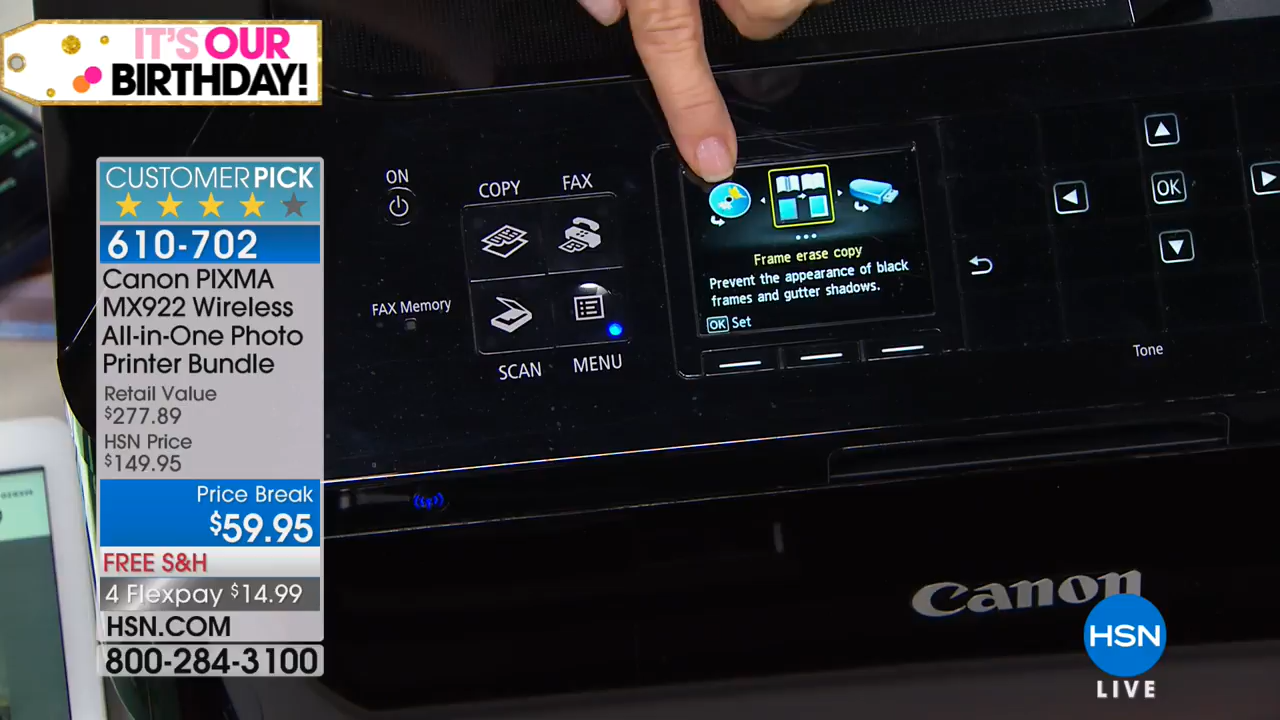 IT'S OUR
BIRTHDAY!
CUSTOMER PICK
610-702
Canon PIXMA
MX922 Wireless
All-in-One Photo
Printer Bundle
Retail Value
$277.89
HSN Price
$149.95
Price Break
$59.95
FREE S&H
4 Flexpay $14.99
HSN.COM
800-284-3100
ON
COPY
FAX
FAX Memory
SCAN
MENU
Frame erase copy
Prevent the appearance of black
frames and gutter shadows.
OK Set
OK
Tone
Canon
HSN
LIVE